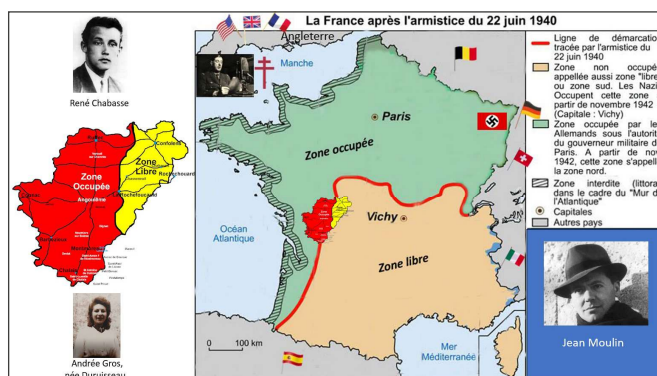 La France après l'armistice du 22 juin 1940
René Chabasse
Zone
Occupée
Angoulême
Zone
Libre
Confolens
Rochechouart
La Rochefoucauld
Andrée Gros,
née Duruisseau
Angleterre
Manche
Paris
Zone occupée
Vichy
Océan
Atlantique
Zone libre
Mer
Méditerranée
0 100 km
Ligne de démarcation
tracée par l'armistice du
22 juin 1940
Zone non occupé
appellée aussi zone "libre
ou zone sud. Les Nazi
Occupent cette zone
partir de novembre 1942
(Capitale : Vichy)
Zone occupée par le
Allemands sous l'autorit
du gouverneur militaire d
Paris. A partir de nov
1942, cette zone s'appell
la zone nord.
Zone interdite (littora
dans le cadre du "Mur d
l'Atlantique"
Capitales
Autres pays
Jean Moulin